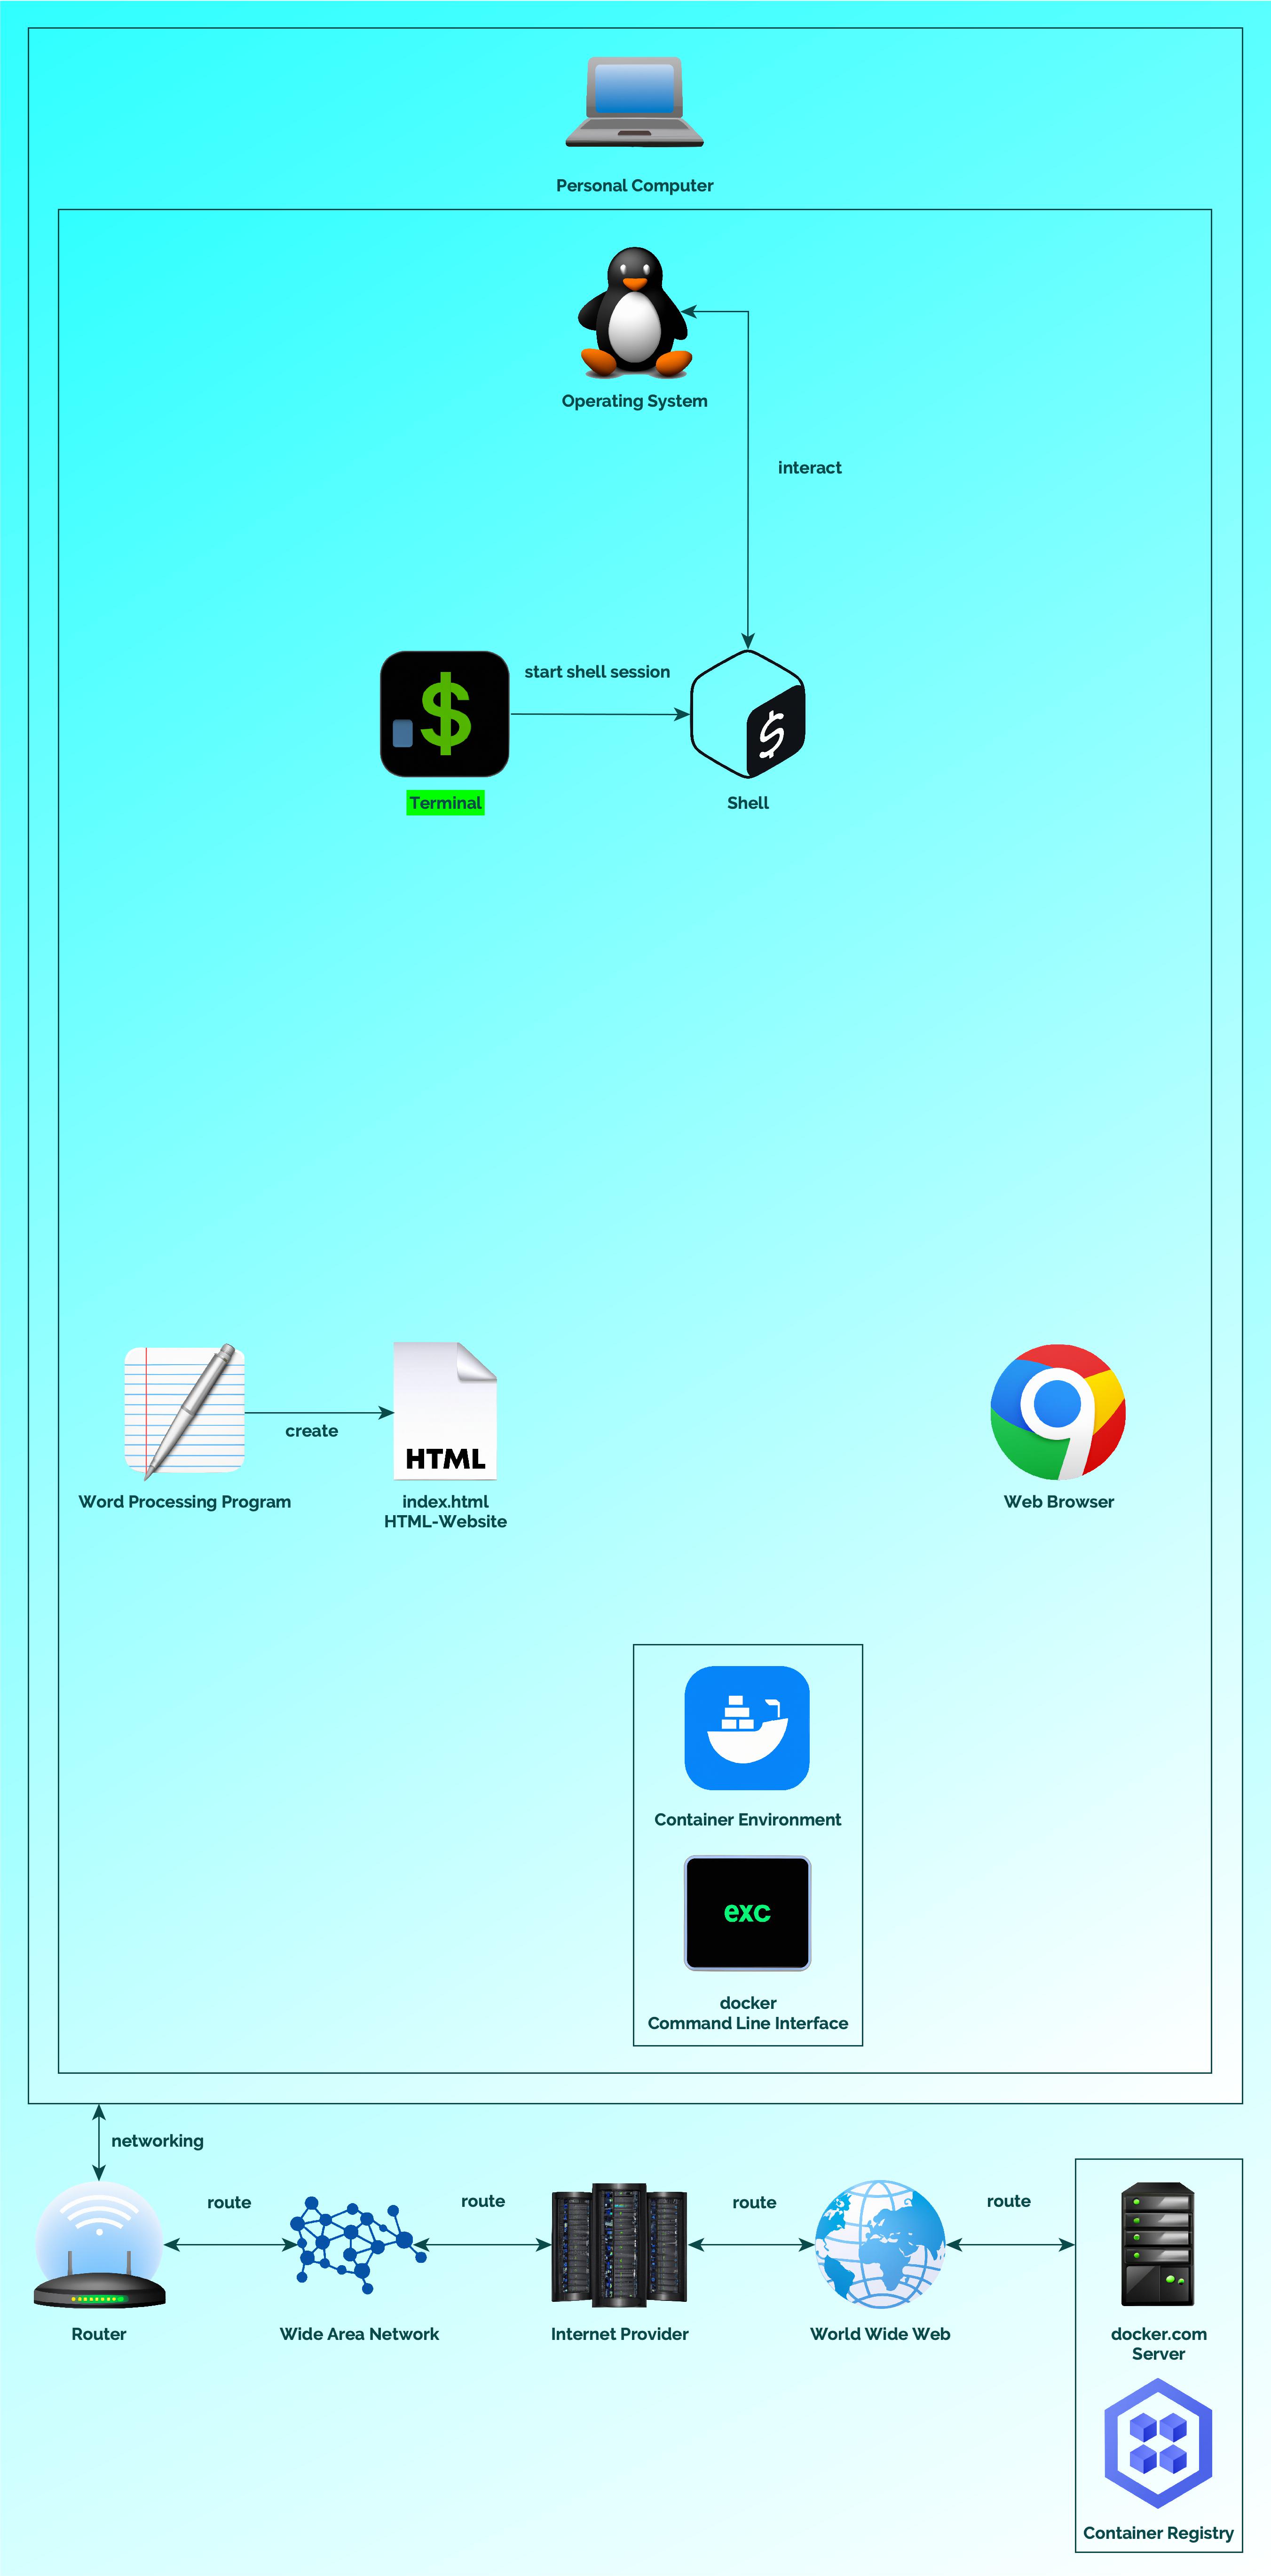 Personal Computer
Operating System
interact
start shell session
$
$
Terminal
Shell
create
HTML
Word Processing Program
index.html
HTML-Website
Web Browser
Container Environment
exc
docker
Command Line Interface
networking
route
route
route
route
Router
Wide Area Network
Internet Provider
World Wide Web
docker.com
Server
Container Registry